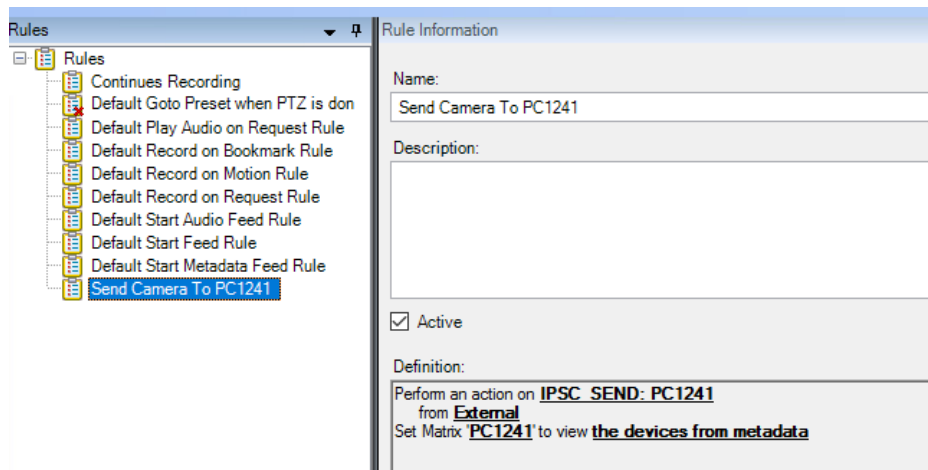 Rules
Rules
Continues Recording
Default Goto Preset when PTZ is don
Default Play Audio on Request Rule
Default Record on Bookmark Rule
Default Record on Motion Rule
Default Record on Request Rule
Default Start Audio Feed Rule
Default Start Feed Rule
Default Start Metadata Feed Rule
Send Camera To PC1241
Rule Information
Name:
Send Camera To PC1241
Description:
Active
Definition:
Perform an action on IPSC_SEND: PC1241
from External
Set Matrix 'PC1241' to view the devices from metadata